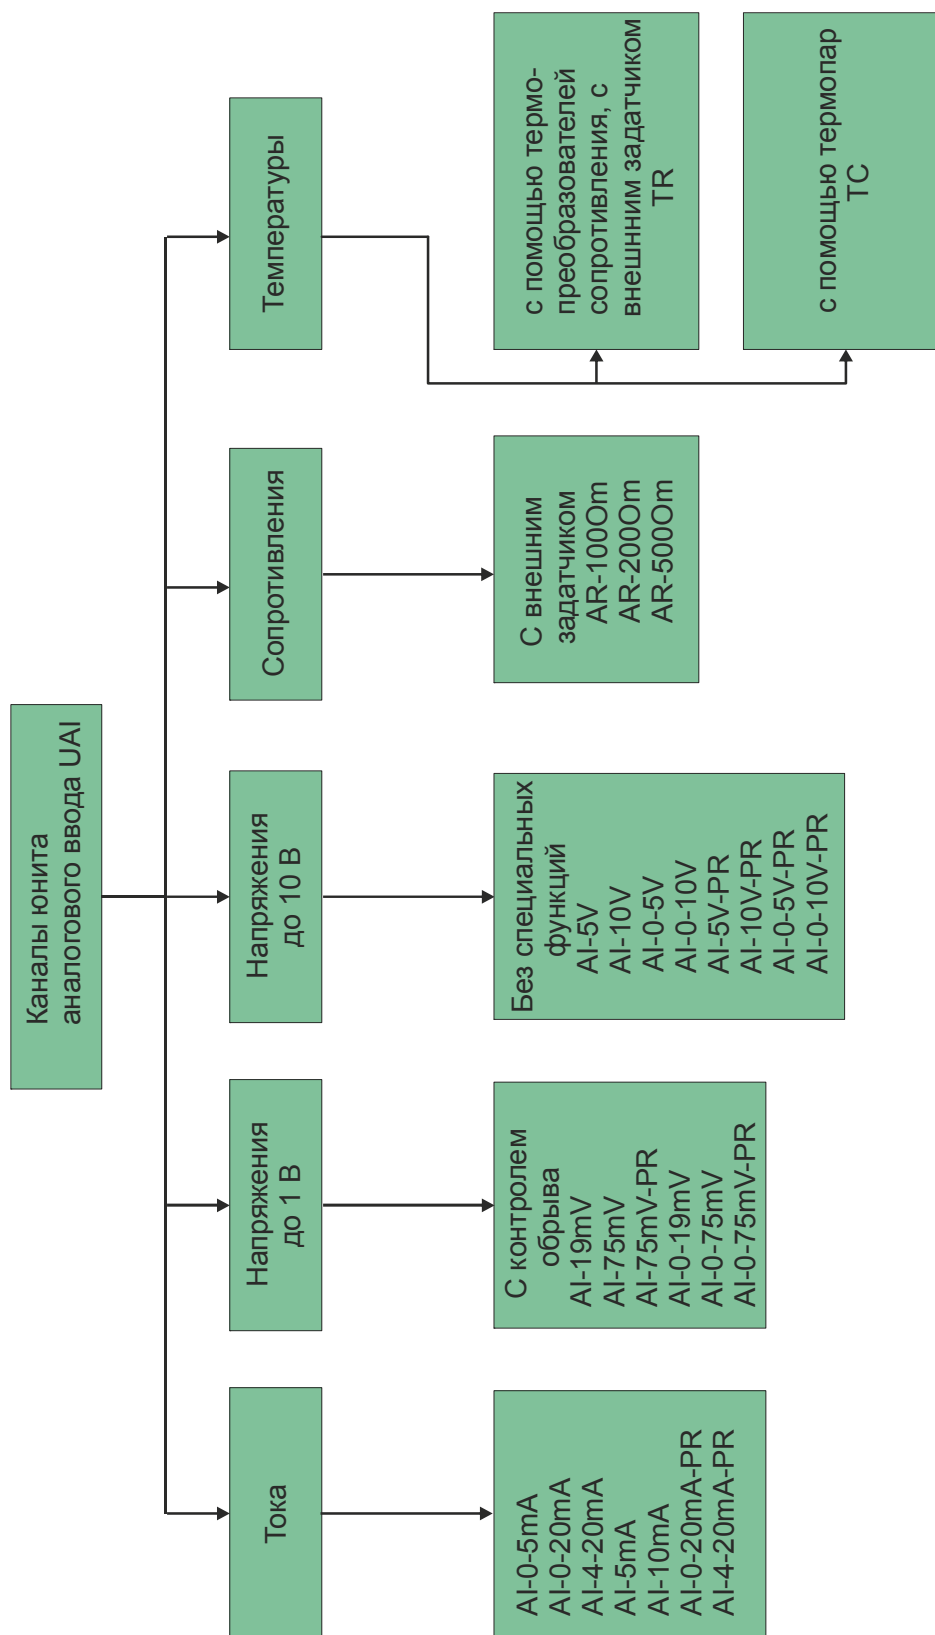 Каналы юнита
аналогового ввода UAI
Тока
Напряжения
до 1 В
Напряжения
до 10 В
Сопротивления
Температуры
AI-0-5mA
AI-0-20mA
AI-4-20mA
AI-5mA
AI-10mA
AI-0-20mA-PR
AI-4-20mA-PR
С контролем
обрыва
AI-19mV
AI-75mV
AI-75mV-PR
AI-0-19mV
AI-0-75mV
AI-0-75mV-PR
Без специальных
функций
AI-5V
AI-10V
AI-0-5V
AI-0-10V
AI-5V-PR
AI-10V-PR
AI-0-5V-PR
AI-0-10V-PR
С внешним
задатчиком
AR-100Om
AR-200Om
AR-500Om
с помощью термо-
преобразователей
сопротивления, с
внешнним задатчиком
TR
с помощью термопар
TC